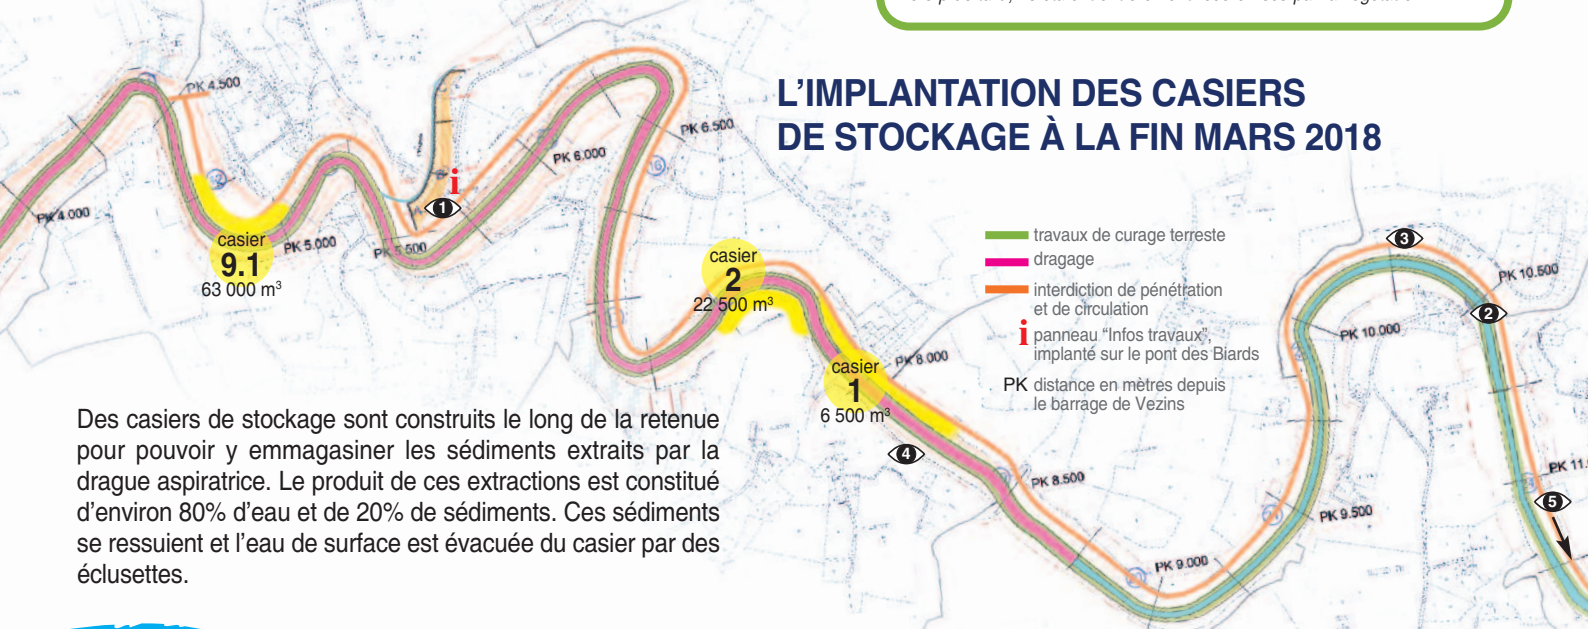 L'IMPLANTATION DES CASIERS
DE STOCKAGE À LA FIN MARS 2018
PK 4.500
PK 4.000
casier
9.1
63 000 m³
PK 5.000
PK 5.500
i
1
PK 6.000
PK 6.500
casier
2
22 500 m³
casier
1
6 500 m³
PK 8.000
4
PK 8.500
PK 9.000
PK 9.500
PK 10.000
3
PK 10.500
2
PK 11.
5
travaux de curage terreste
dragage
interdiction de pénétration
et de circulation
i panneau “Infos travaux”,
implanté sur le pont des Biards
PK distance en mètres depuis
le barrage de Vezins
Des casiers de stockage sont construits le long de la retenue
pour pouvoir y emmagasiner les sédiments extraits par la
drague aspiratrice. Le produit de ces extractions est constitué
d'environ 80% d'eau et de 20% de sédiments. Ces sédiments
se ressuient et l'eau de surface est évacuée du casier par des
éclusettes.